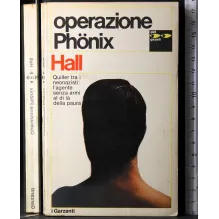 operazione
Phönix
Hall
Quiller tra i
neonazisti:
l'agente
senza armi
al di là
della paura
i Garzanti